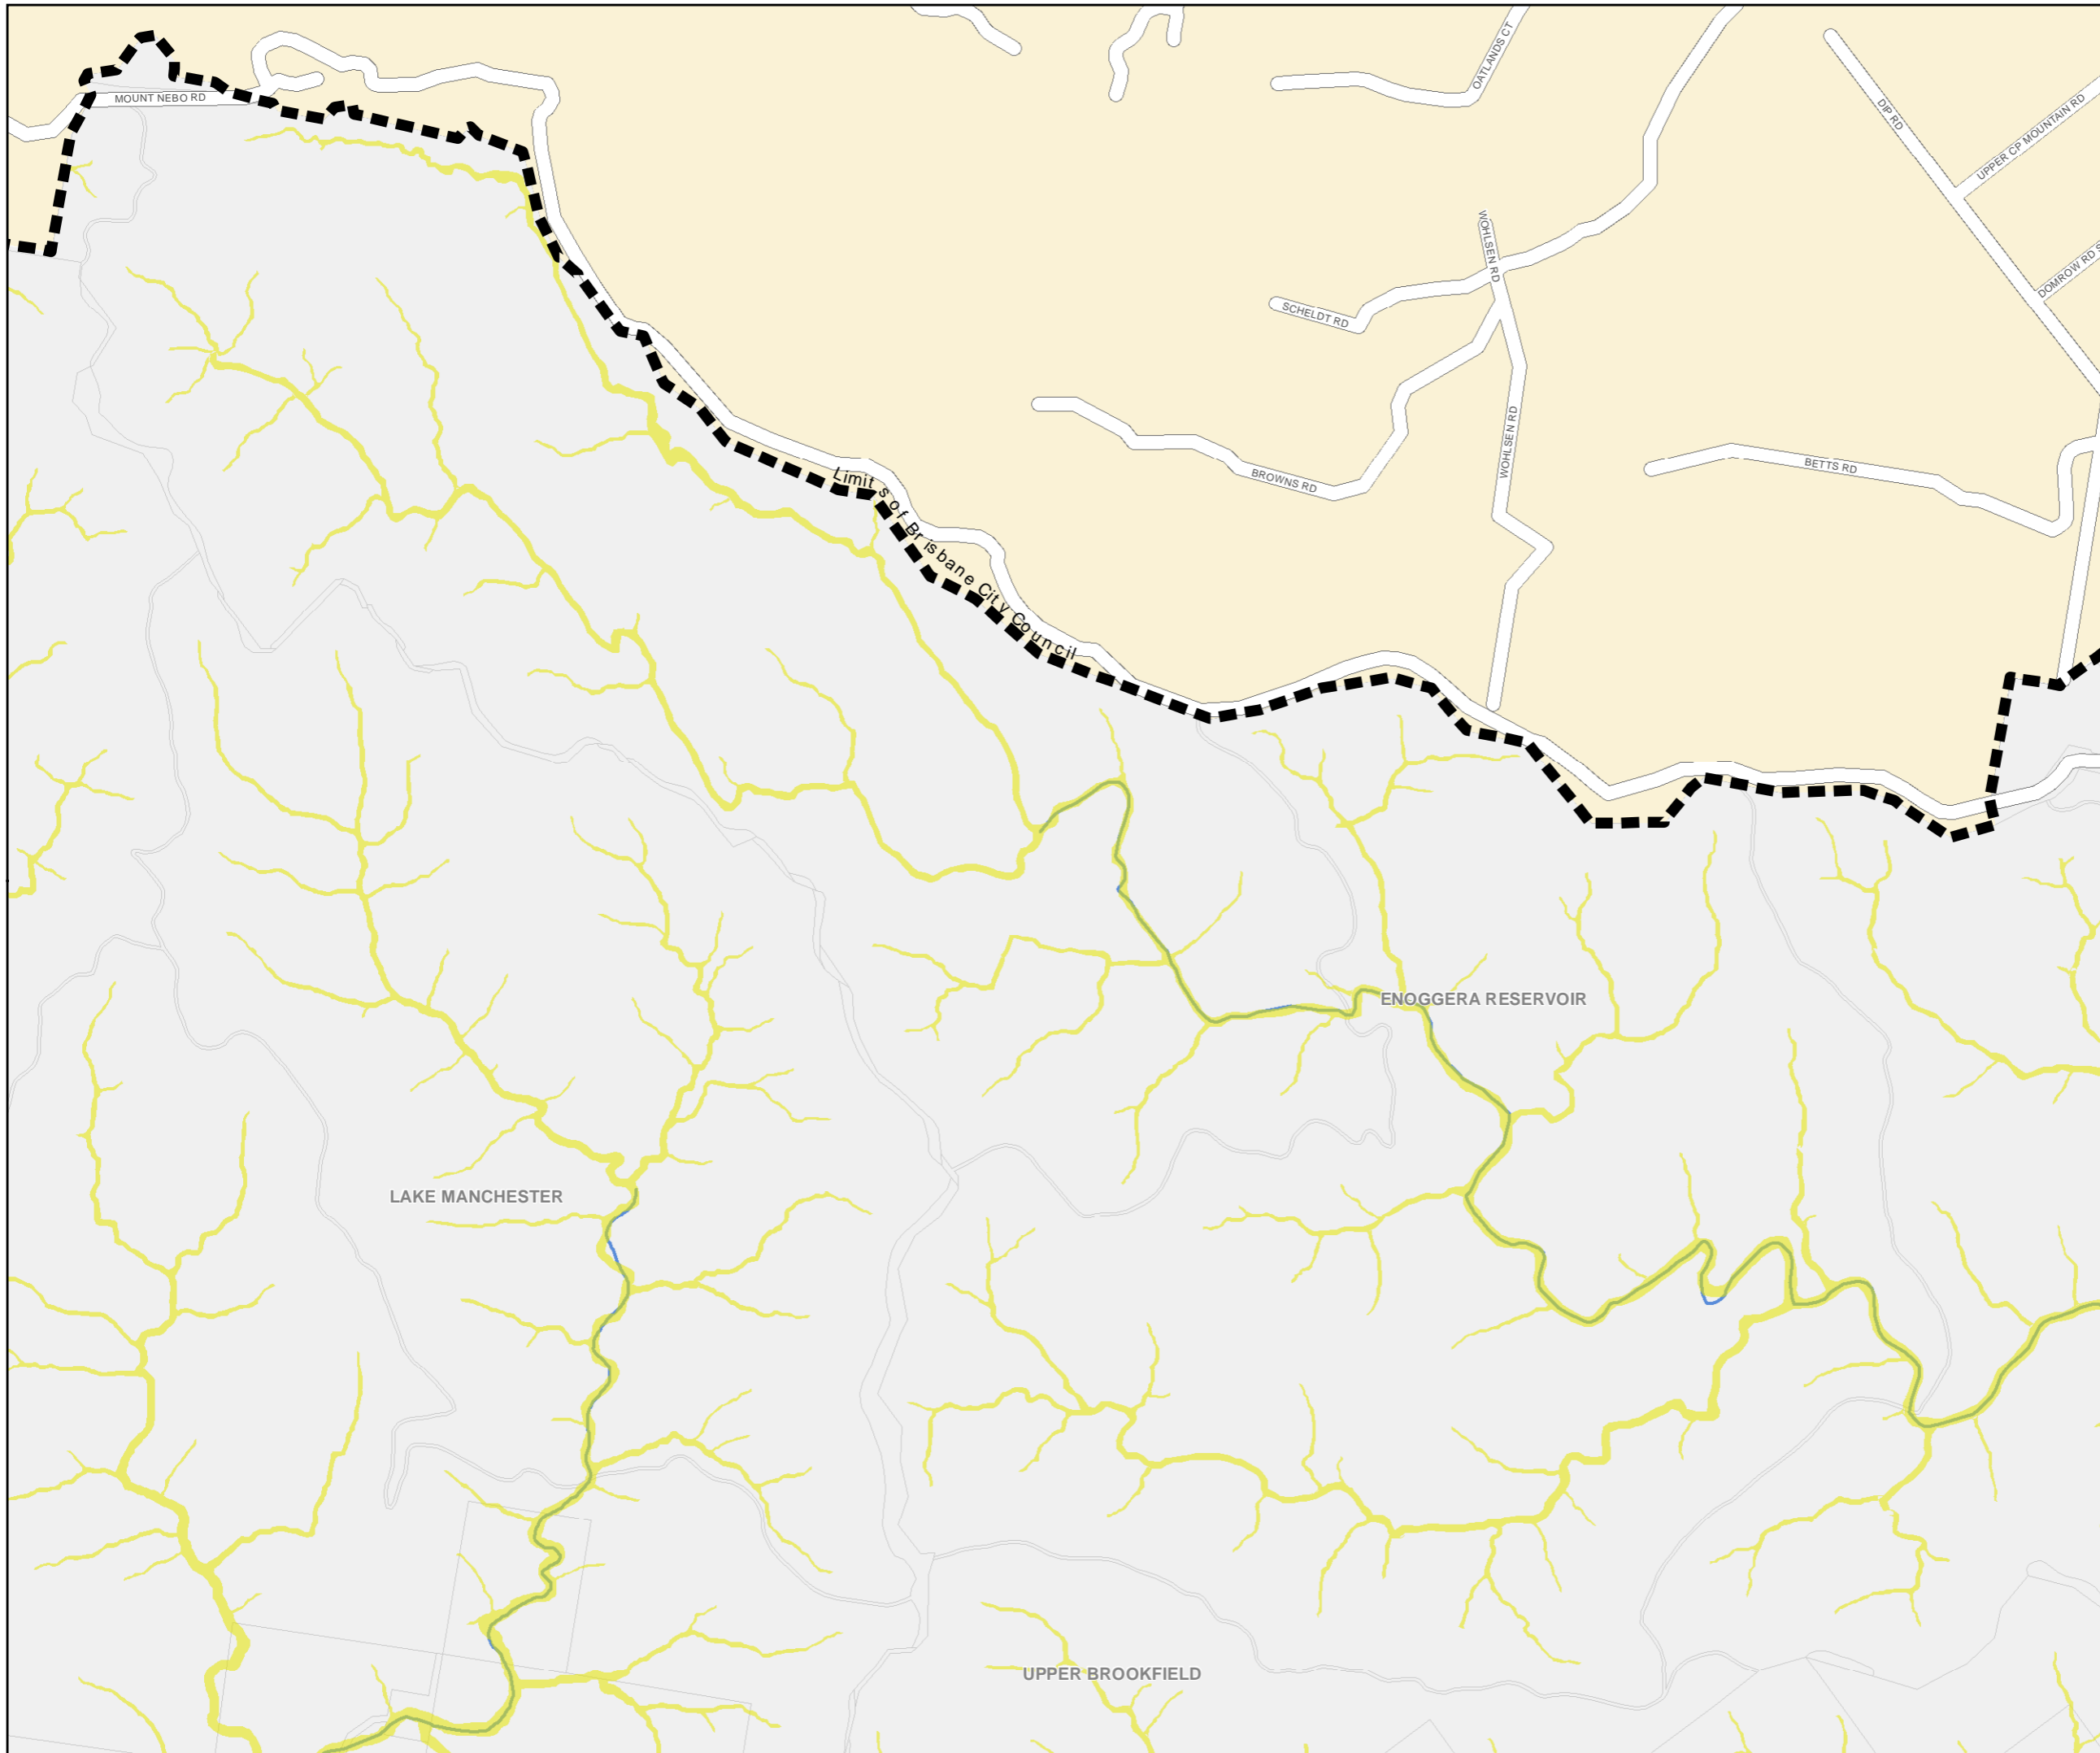 MOUNT NEBO RD
OATLANDS CT
DIP RD
UPPER CP MOUNTAIN RD
WOHLSEN RD
DOMROW RD S
SCHELDT RD
WOHLSEN RD
BETTS RD
BROWNS RD
Limits of Brisbane City Council
ENOGGERA RESERVOIR
LAKE MANCHESTER
UPPER BROOKFIELD